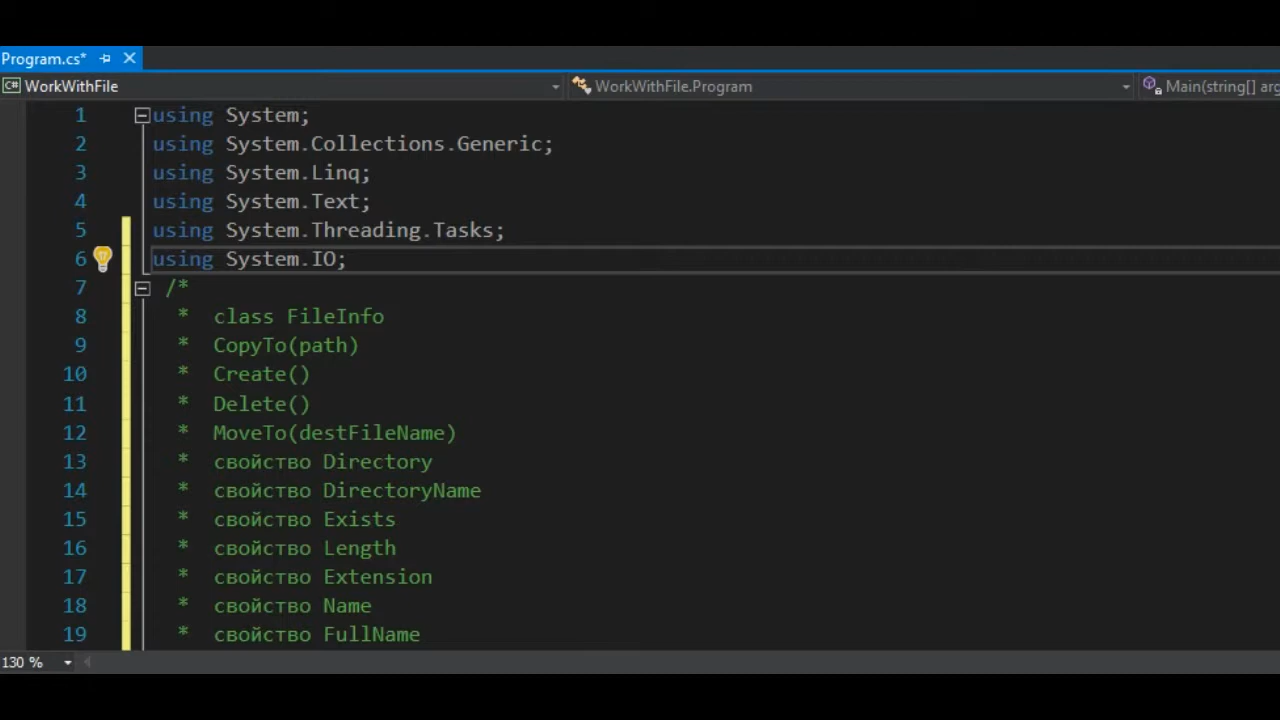 Program.cs*
C# WorkWithFile WorkWithFile.Program Main(string[] arg
1 using System;
2 using System.Collections.Generic;
3 using System.Linq;
4 using System.Text;
5 using System.Threading.Tasks;
6 using System.IO;
7 /*
8 * class FileInfo
9 * CopyTo(path)
10 * Create()
11 * Delete()
12 * MoveTo(destFileName)
13 * свойство Directory
14 * свойство DirectoryName
15 * свойство Exists
16 * свойство Length
17 * свойство Extension
18 * свойство Name
19 * свойство FullName
130 %